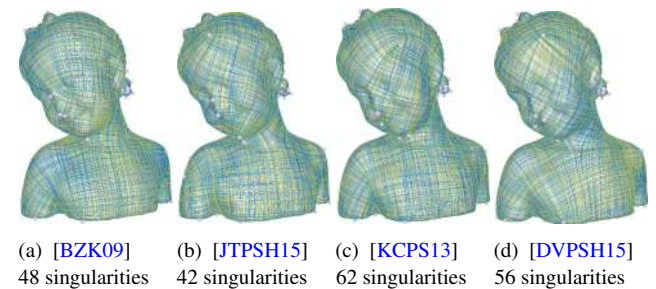 (a) [BZK09]
48 singularities
(b) [JTPSH15]
42 singularities
(c) [KCPS13]
62 singularities
(d) [DVPSH15]
56 singularities